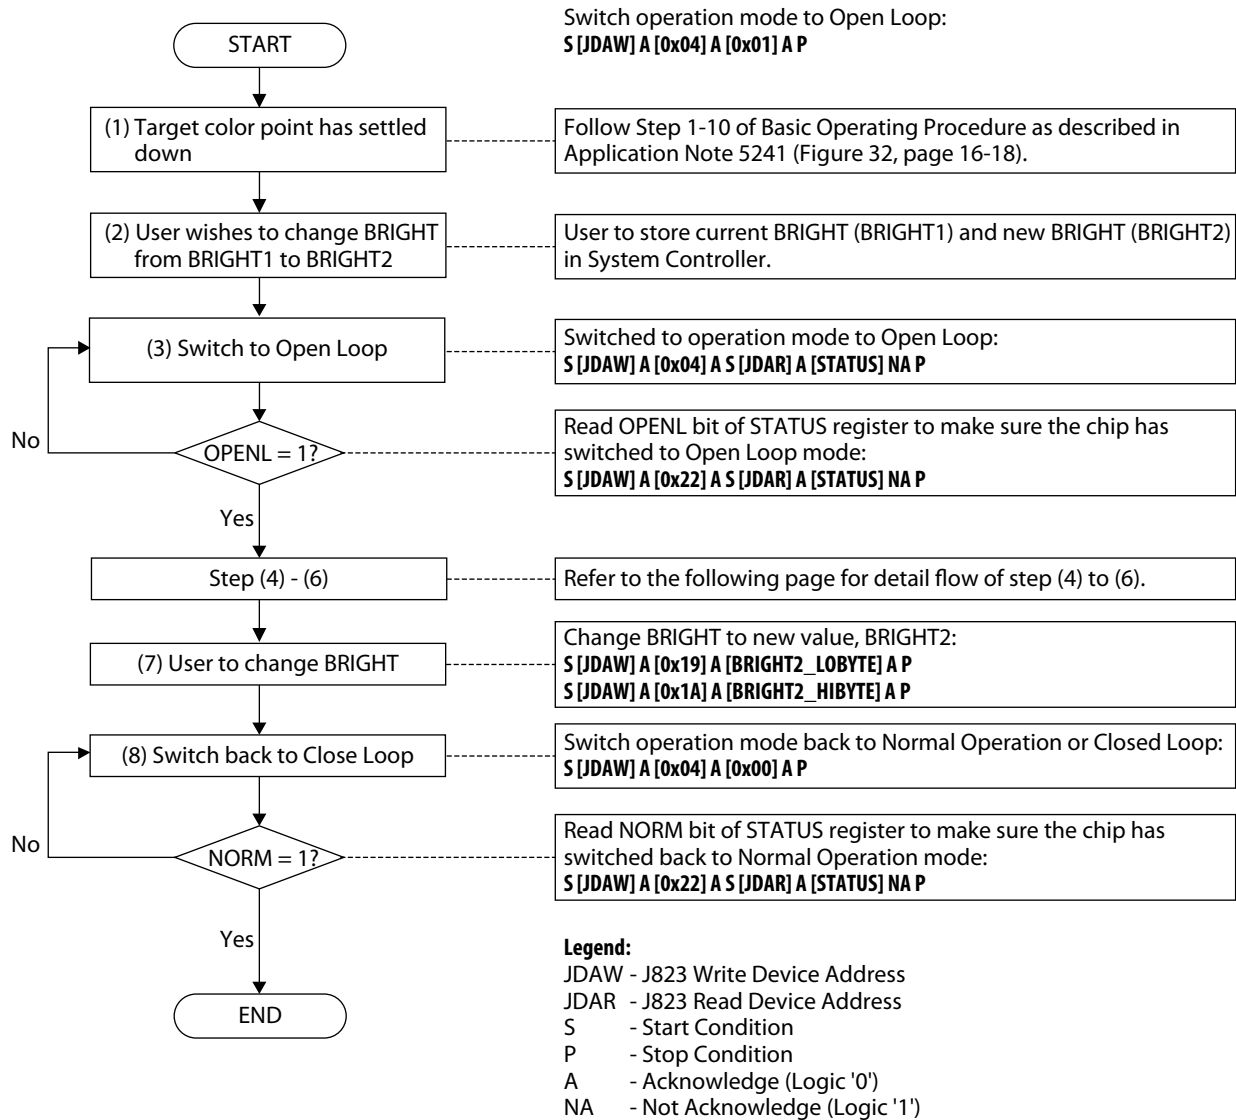 Switch operation mode to Open Loop:
S [JDAW] A [0x04] A [0x01] A P
START
(1) Target color point has settled
down
Follow Step 1-10 of Basic Operating Procedure as described in
Application Note 5241 (Figure 32, page 16-18).
(2) User wishes to change BRIGHT
from BRIGHT1 to BRIGHT2
User to store current BRIGHT (BRIGHT1) and new BRIGHT (BRIGHT2)
in System Controller.
(3) Switch to Open Loop
Switched to operation mode to Open Loop:
S [JDAW] A [0x04] A S [JDAR] A [STATUS] NA P
No
OPENL = 1?
Read OPENL bit of STATUS register to make sure the chip has
switched to Open Loop mode:
S [JDAW] A [0x22] A S [JDAR] A [STATUS] NA P
Yes
Step (4) - (6)
Refer to the following page for detail flow of step (4) to (6).
(7) User to change BRIGHT
Change BRIGHT to new value, BRIGHT2:
S [JDAW] A [0x19] A [BRIGHT2_LOBYTE] A P
S [JDAW] A [0x1A] A [BRIGHT2_HIBYTE] A P
(8) Switch back to Close Loop
Switch operation mode back to Normal Operation or Closed Loop:
S [JDAW] A [0x04] A [0x00] A P
No
NORM = 1?
Read NORM bit of STATUS register to make sure the chip has
switched back to Normal Operation mode:
S [JDAW] A [0x22] A S [JDAR] A [STATUS] NA P
Yes
END
Legend:
JDAW - J823 Write Device Address
JDAR - J823 Read Device Address
S - Start Condition
P - Stop Condition
A - Acknowledge (Logic '0')
NA - Not Acknowledge (Logic '1')